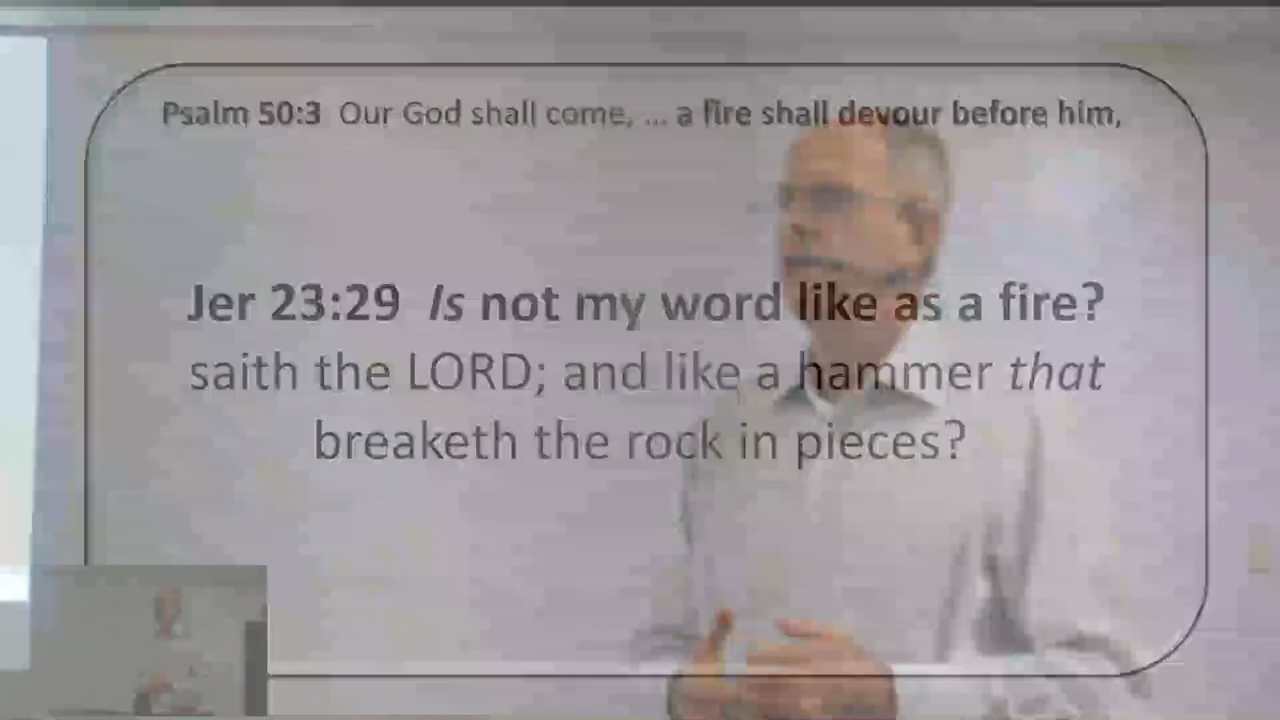 Psalm 50:3 Our God shall come, ... a fire shall devour before him,
Jer 23:29 Is not my word like as a fire?
saith the LORD; and like a hammer that
breaketh the rock in pieces?